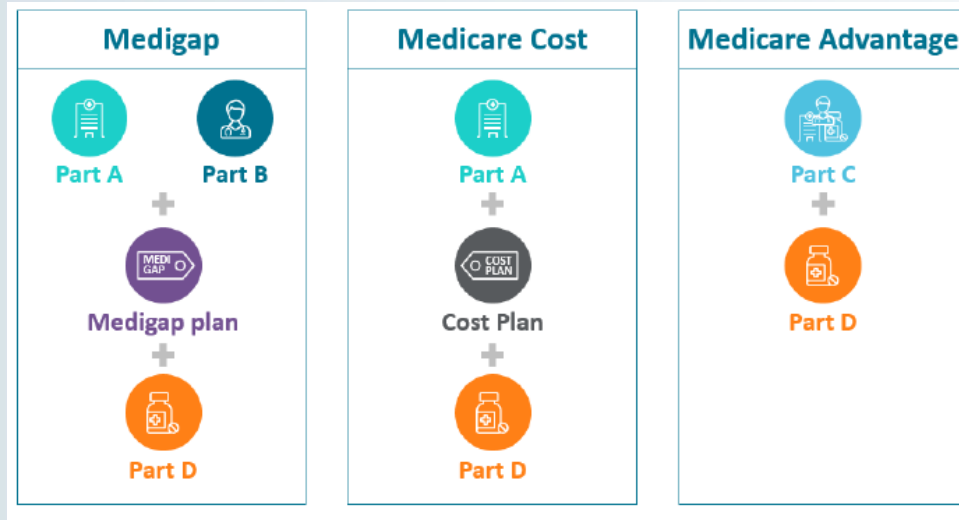 Medigap
Part A
Part B
MEDI
GAP
Medigap plan
Part D
Medicare Cost
Part A
COST
PLAN
Cost Plan
Part D
Medicare Advantage
Part C
Part D